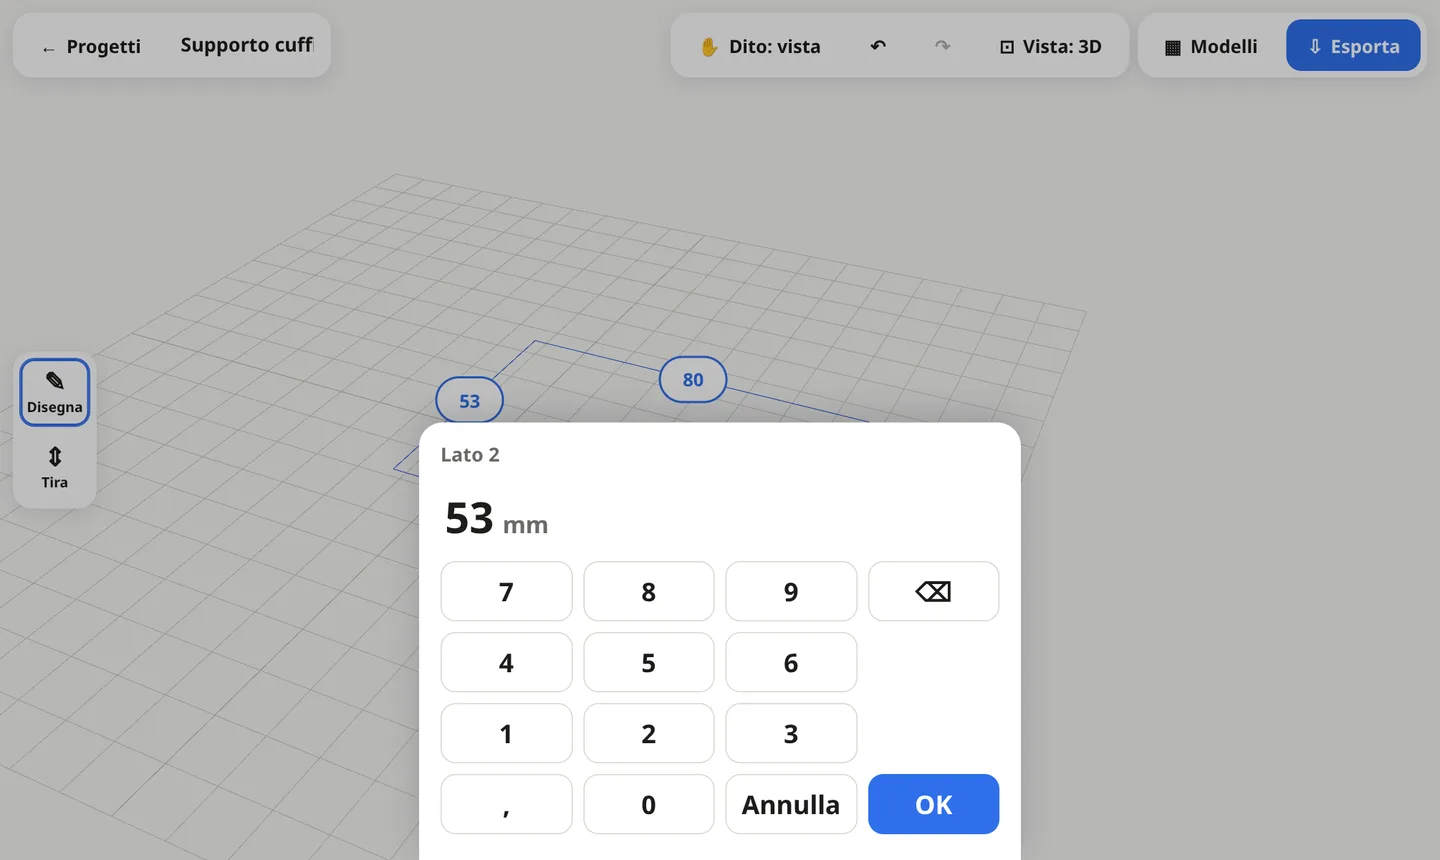 ← Progetti
Supporto cuff
Dito: vista
Vista: 3D
Modelli
Esporta
53
80
Disegna
Tira
Lato 2
53 mm
7 8 9
4 5 6
1 2 3
, 0 Annulla OK